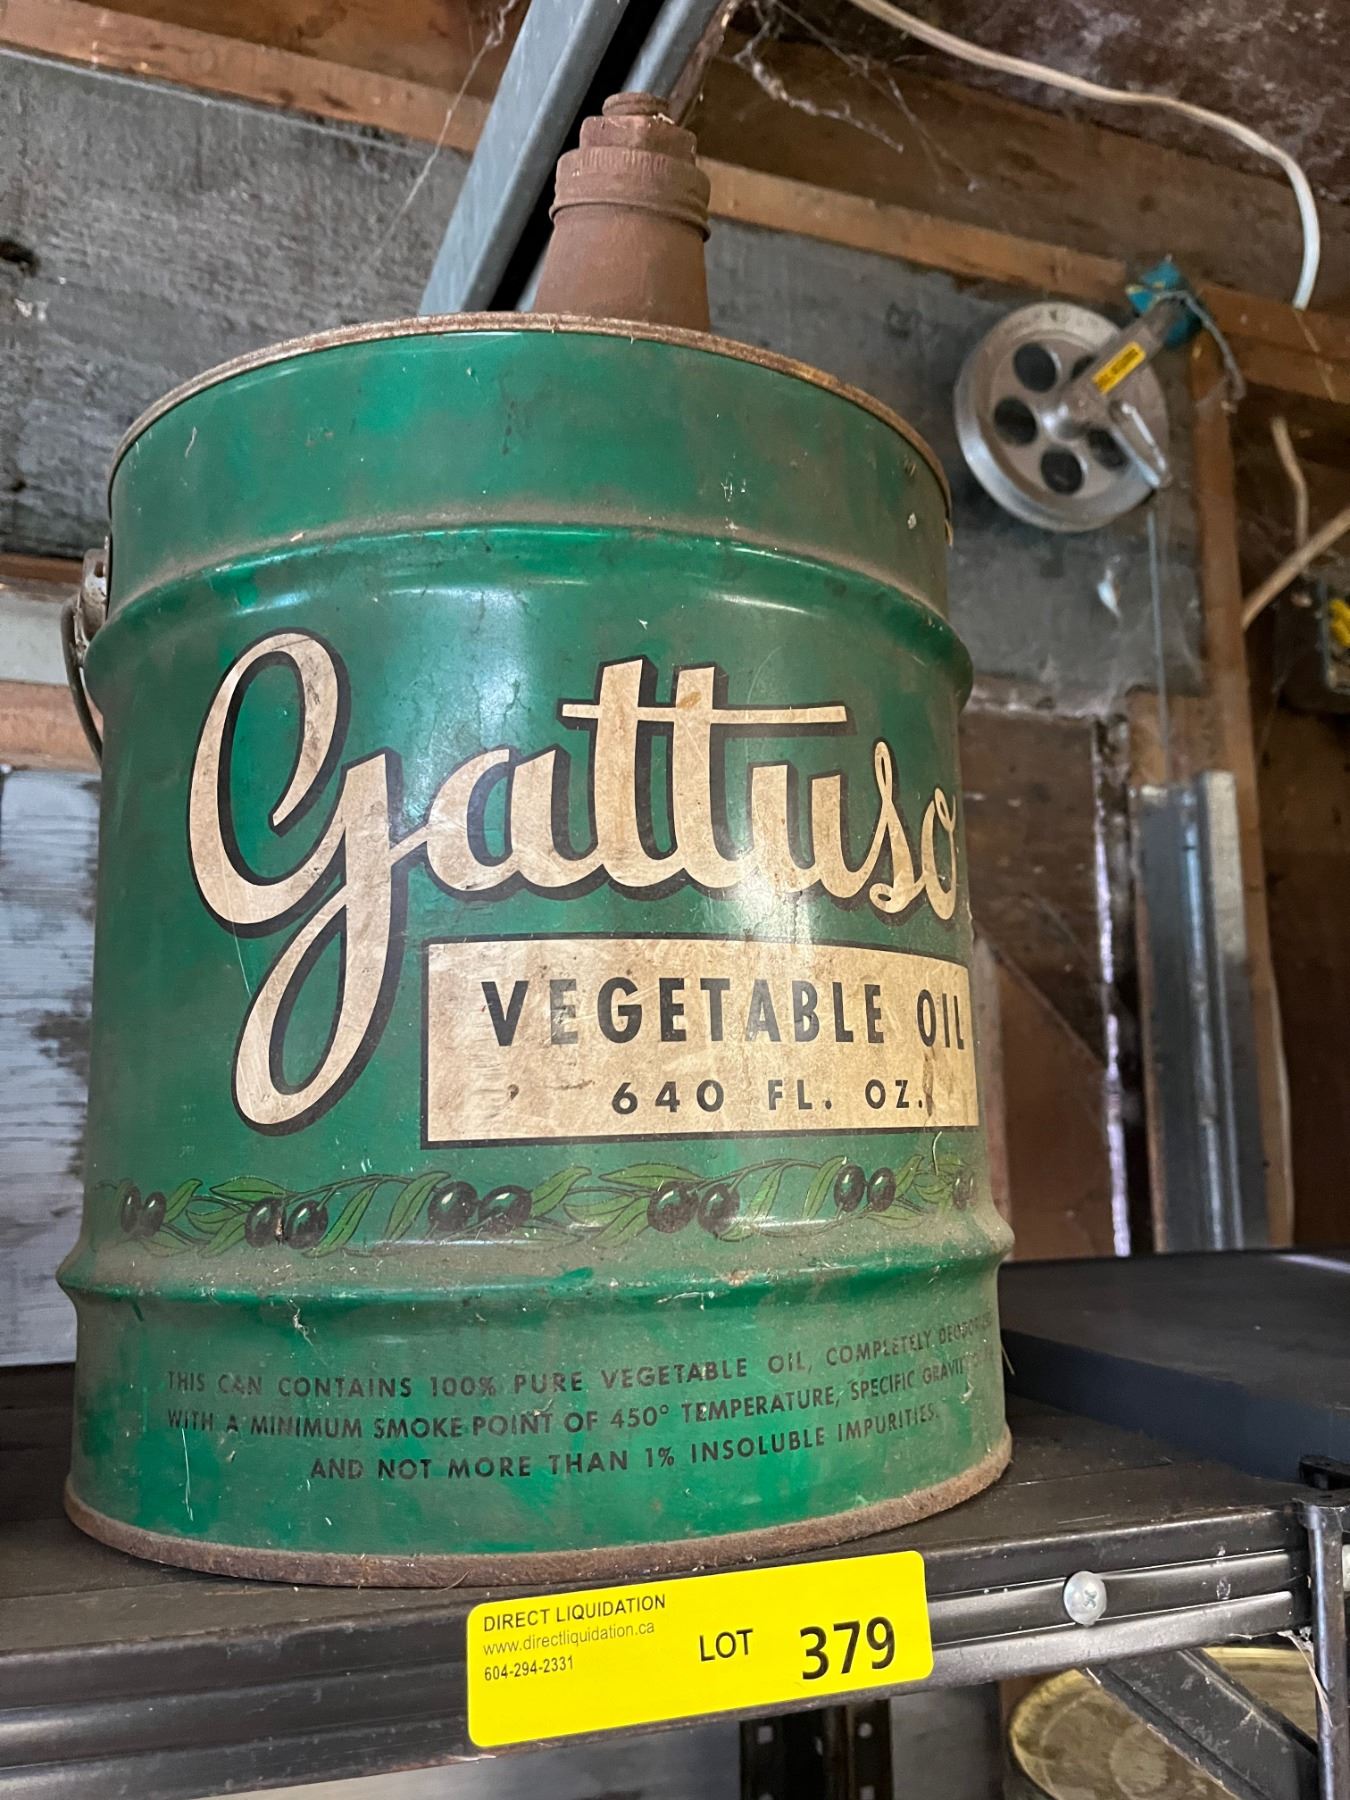 Gattuso
VEGETABLE OIL
640 FL. OZ.
THIS CAN CONTAINS 100% PURE VEGETABLE OIL, COMPLETELY
WITH A MINIMUM SMOKE POINT OF 450° TEMPERATURE, SPECIFIC
AND NOT MORE THAN 1% INSOLUBLE IMPURITIES.
DIRECT LIQUIDATION
www.directliquidation.ca
604-294-2331
LOT 379